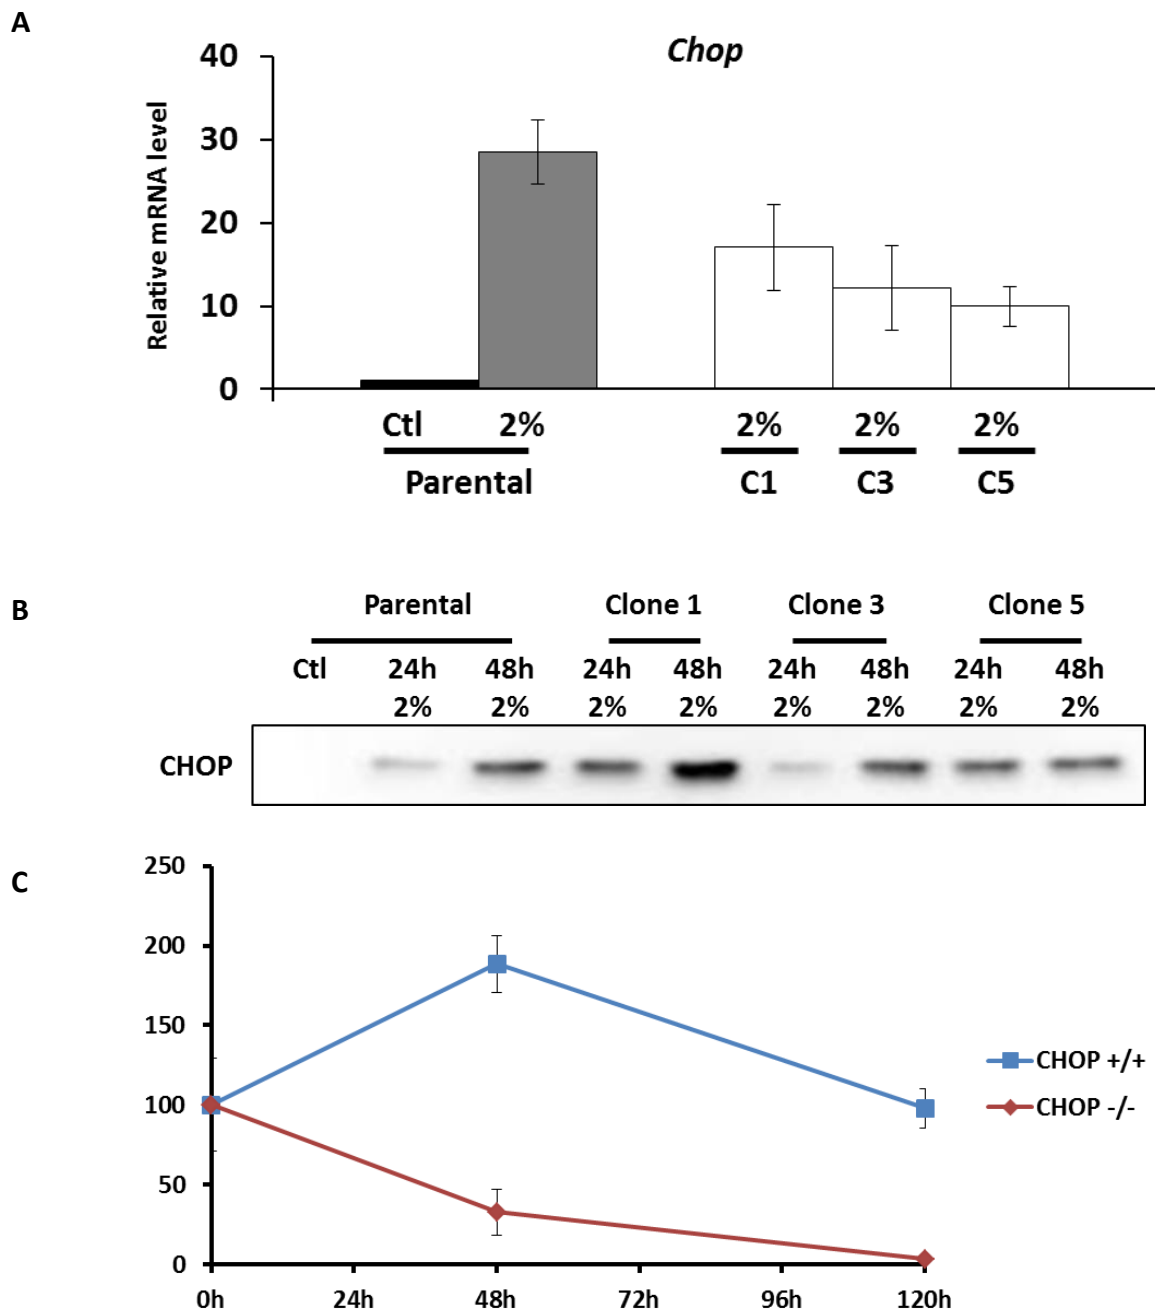 A
Chop
Relative mRNA level
40
30
20
10
0
Ctl 2% 2% 2% 2%
Parental C1 C3 C5
B
Parental Clone 1 Clone 3 Clone 5
Ctl 24h 48h 24h 48h 24h 48h 24h 48h
2% 2% 2% 2% 2% 2% 2% 2%
CHOP
C
250
200
150
100
50
0
0h 24h 48h 72h 96h 120h
CHOP +/+
CHOP -/-